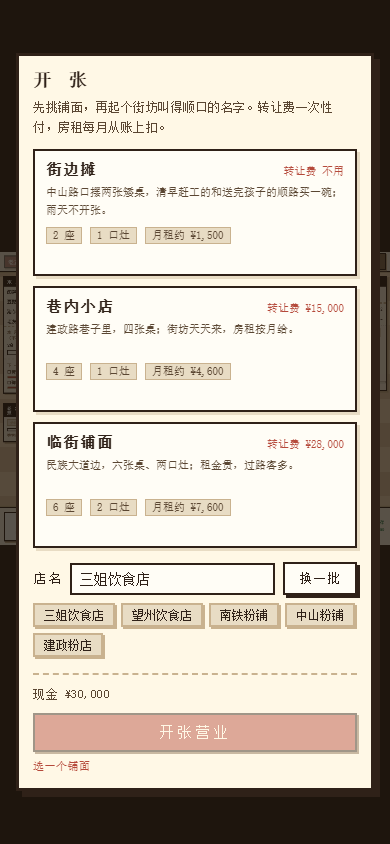 开 张
先挑铺面，再起个街坊叫得顺口的名字。转让费一次性
付，房租每月从账上扣。
街边摊 转让费 不用
中山路口摆两张矮桌，清早赶工的和送完孩子的顺路买一碗；
雨天不开张。
2 座 1 口灶 月租约 ¥1,500
巷内小店 转让费 ¥15,000
建政路巷子里，四张桌；街坊天天来，房租按月给。
4 座 1 口灶 月租约 ¥4,600
临街铺面 转让费 ¥28,000
民族大道边，六张桌、两口灶；租金贵，过路客多。
6 座 2 口灶 月租约 ¥7,600
店名 三姐饮食店 换一批
三姐饮食店 望州饮食店 南铁粉铺 中山粉铺
建政粉店
现金 ¥30,000
开张营业
选一个铺面